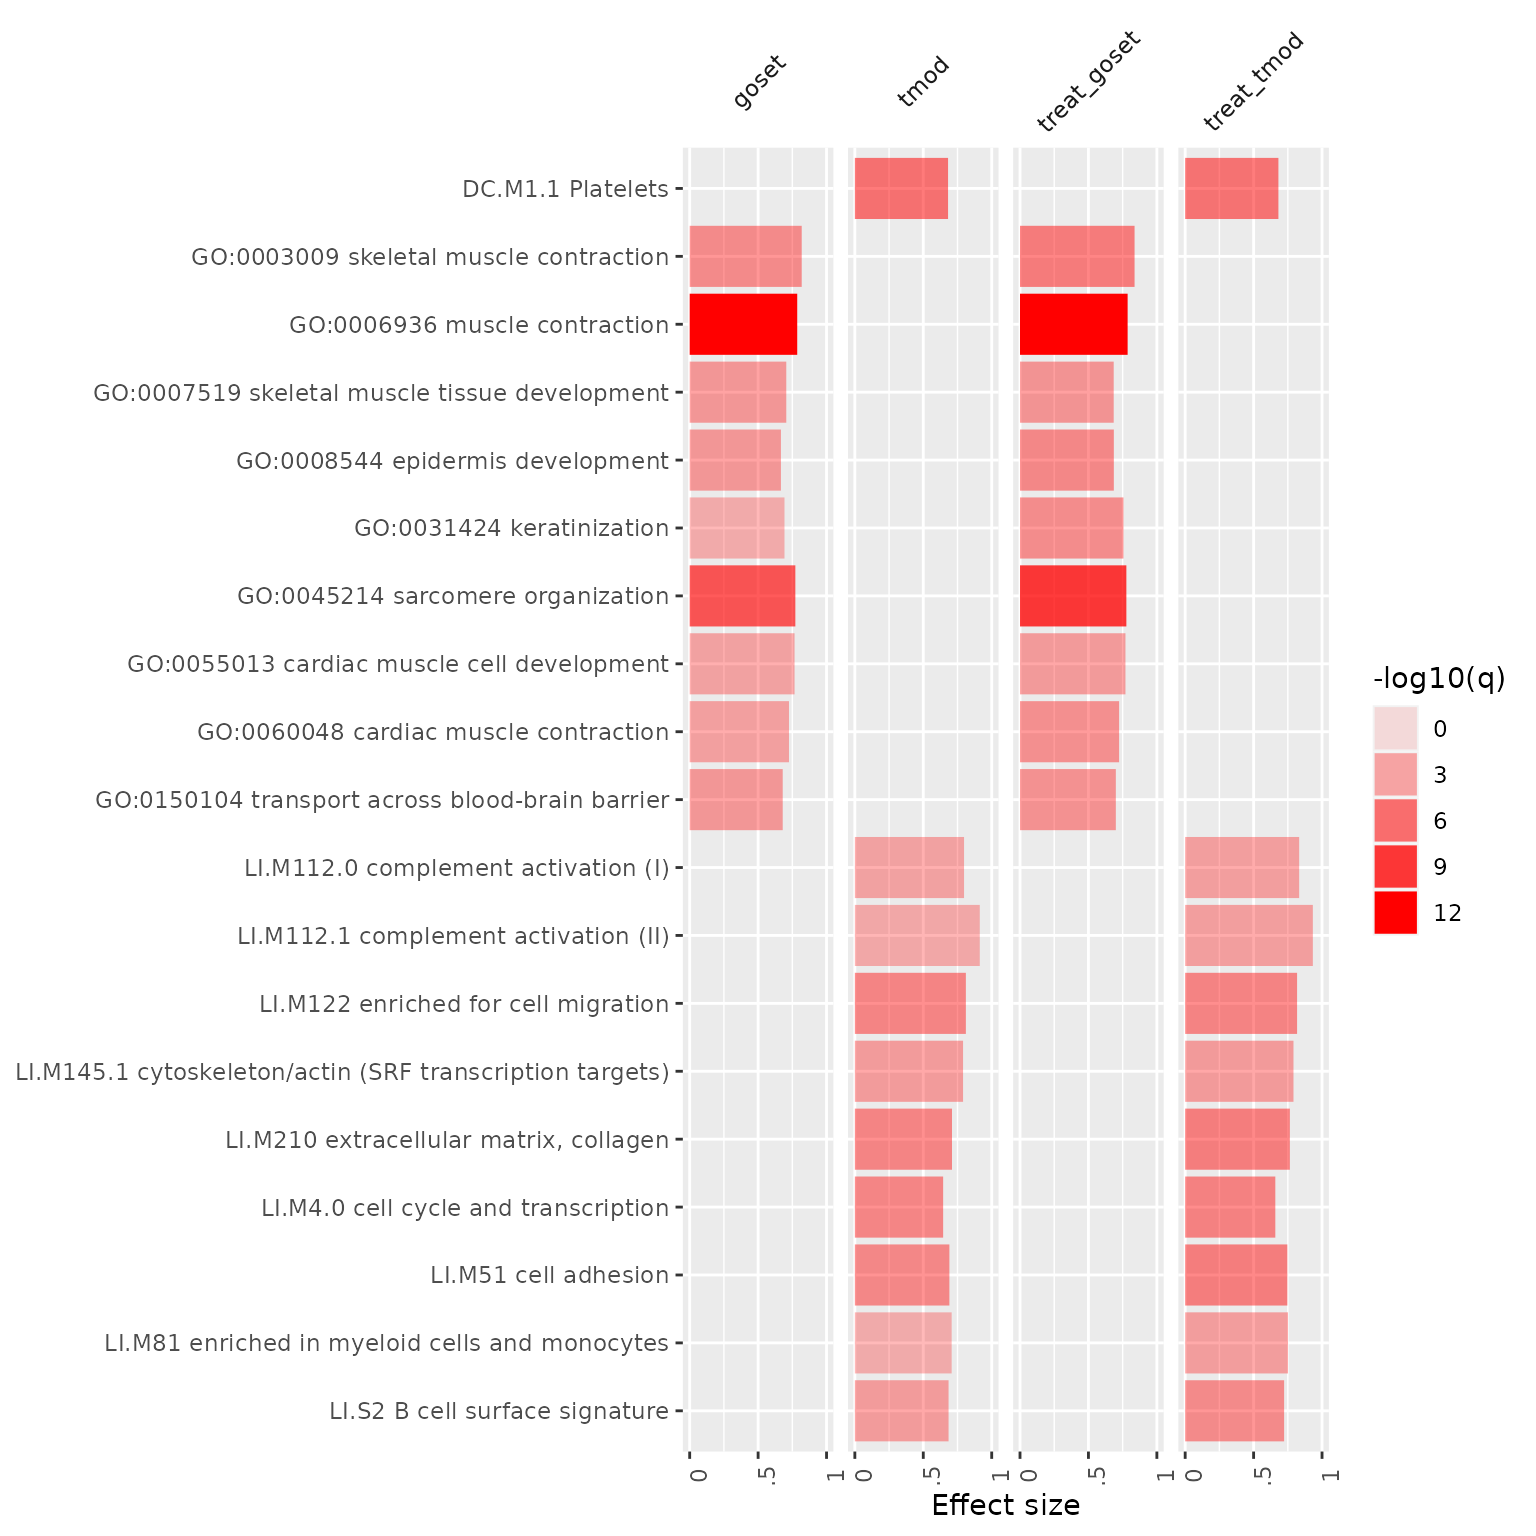 goset
tmod
treat_goset
treat_tmod
DC.M1.1 Platelets
GO:0003009 skeletal muscle contraction
GO:0006936 muscle contraction
GO:0007519 skeletal muscle tissue development
GO:0008544 epidermis development
GO:0031424 keratinization
GO:0045214 sarcomere organization
GO:0055013 cardiac muscle cell development
GO:0060048 cardiac muscle contraction
GO:0150104 transport across blood-brain barrier
LI.M112.0 complement activation (I)
LI.M112.1 complement activation (II)
LI.M122 enriched for cell migration
LI.M145.1 cytoskeleton/actin (SRF transcription targets)
LI.M210 extracellular matrix, collagen
LI.M4.0 cell cycle and transcription
LI.M51 cell adhesion
LI.M81 enriched in myeloid cells and monocytes
LI.S2 B cell surface signature
0 .5 1 0 .5 1 0 .5 1 0 .5 1
Effect size
-log10(q)
0
3
6
9
12